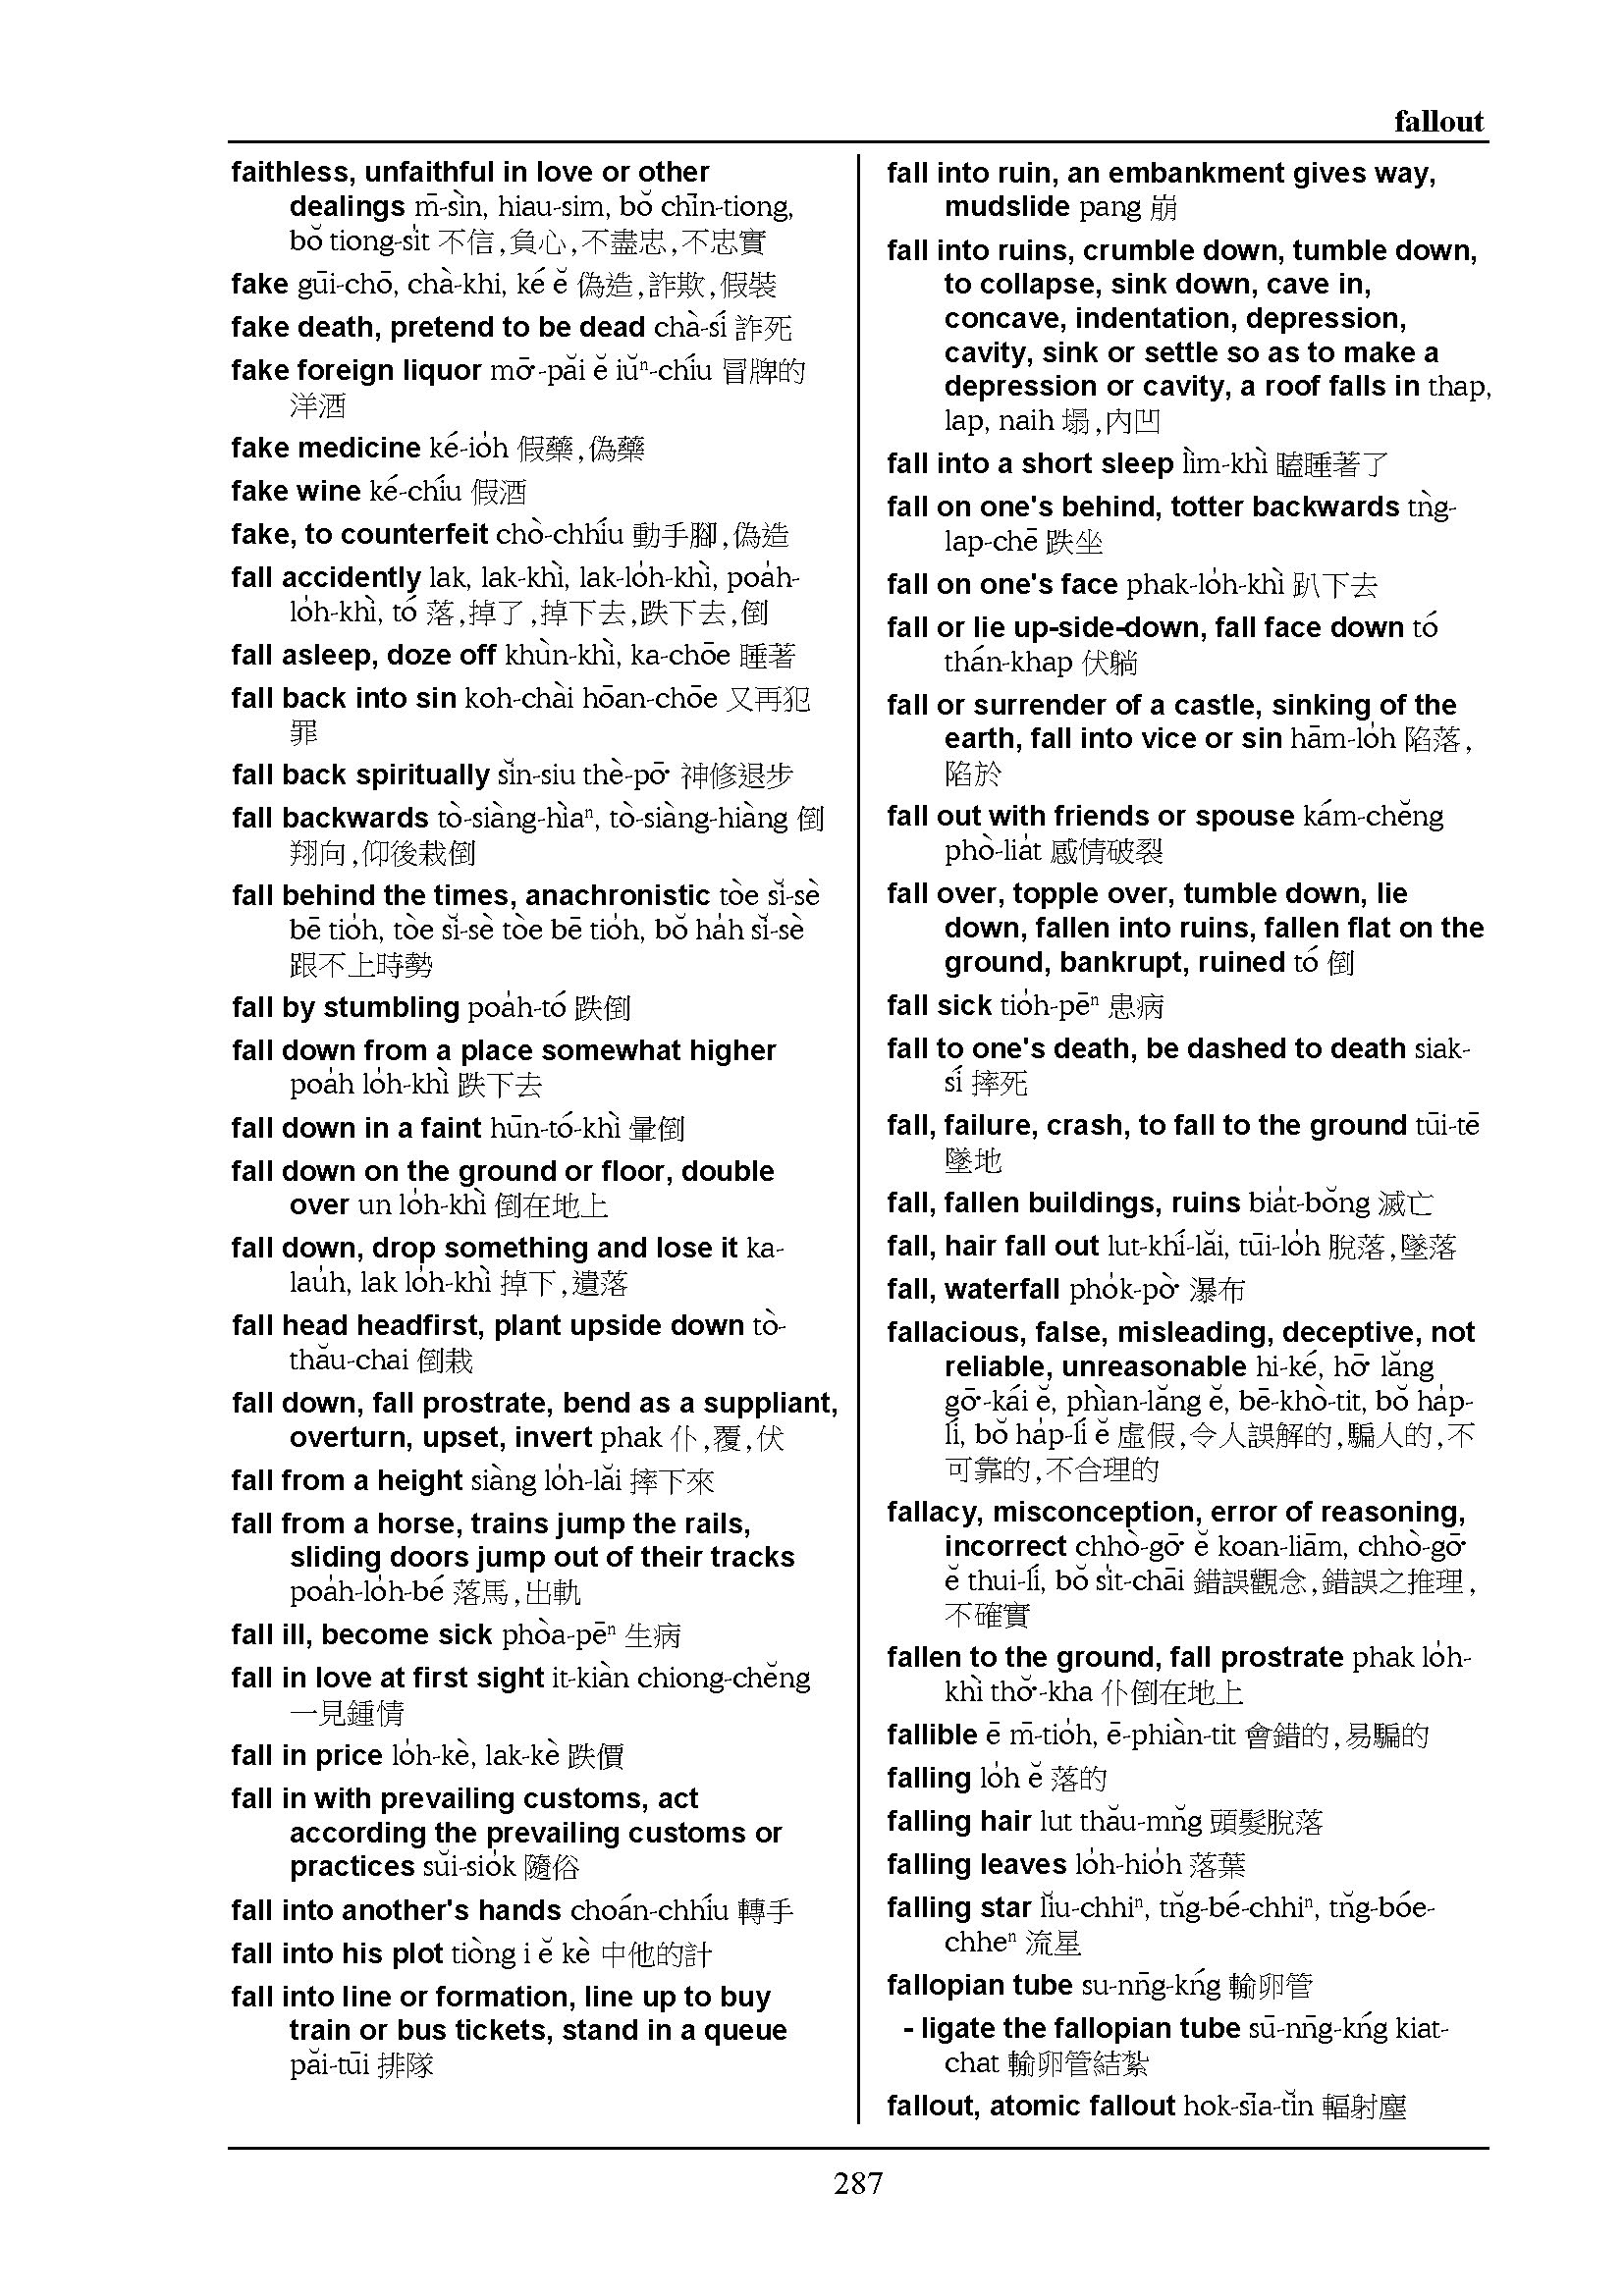 fallout
faithless, unfaithful in love or other
dealings m̄-sìn, hiau-sim, bŏ chīn-tiong,
bŏ tiong-si̍t 不信,負心,不盡忠,不忠實
fake gūi-chō, chà-khi, ké ĕ 偽造,詐欺,假裝
fake death, pretend to be dead chà-sí 詐死
fake foreign liquor mō͘-păi ĕ iŭⁿ-chíu 冒牌的
洋酒
fake medicine ké-io̍h 假藥,偽藥
fake wine ké-chíu 假酒
fake, to counterfeit chò-chhíu 動手腳,偽造
fall accidently lak, lak-khì, lak-lo̍h-khì, poa̍h-
lo̍h-khì, tó 落,掉了,掉下去,跌下去,倒
fall asleep, doze off khùn-khì, ka-chōe 睡著
fall back into sin koh-chài hōan-chōe 又再犯
罪
fall back spiritually sĭn-siu thè-pō͘ 神修退步
fall backwards tò-siàng-hìaⁿ, tò-siàng-hiàng 倒
翔向,仰後栽倒
fall behind the times, anachronistic tòe sĭ-sè
bē tio̍h, tòe sĭ-sè tòe bē tio̍h, bŏ ha̍h sĭ-sè
跟不上時勢
fall by stumbling poa̍h-tó 跌倒
fall down from a place somewhat higher
poa̍h lo̍h-khì 跌下去
fall down in a faint hūn-tó-khì 暈倒
fall down on the ground or floor, double
over un lo̍h-khì 倒在地上
fall down, drop something and lose it ka-
lau̍h, lak lo̍h-khì 掉下,遺落
fall head headfirst, plant upside down tò-
thău-chai 倒栽
fall down, fall prostrate, bend as a suppliant,
overturn, upset, invert phak 仆,覆,伏
fall from a height siàng lo̍h-lăi 摔下來
fall from a horse, trains jump the rails,
sliding doors jump out of their tracks
poa̍h-lo̍h-bé 落馬,出軌
fall ill, become sick phòa-pēⁿ 生病
fall in love at first sight it-kiàn chiong-chĕng
一見鍾情
fall in price lo̍h-kè, lak-kè 跌價
fall in with prevailing customs, act
according the prevailing customs or
practices sŭi-sio̍k 隨俗
fall into another's hands choán-chhíu 轉手
fall into his plot tiòng i ĕ kè 中他的計
fall into line or formation, line up to buy
train or bus tickets, stand in a queue
păi-tūi 排隊
fall into ruin, an embankment gives way,
mudslide pang 崩
fall into ruins, crumble down, tumble down,
to collapse, sink down, cave in,
concave, indentation, depression,
cavity, sink or settle so as to make a
depression or cavity, a roof falls in thap,
lap, naih 塌,內凹
fall into a short sleep lìm-khì 瞌睡著了
fall on one's behind, totter backwards tǹg-
lap-chē 跌坐
fall on one's face phak-lo̍h-khì 趴下去
fall or lie up-side-down, fall face down tó
thán-khap 伏躺
fall or surrender of a castle, sinking of the
earth, fall into vice or sin hām-lo̍h 陷落,
陷於
fall out with friends or spouse kám-chĕng
phò-lia̍t 感情破裂
fall over, topple over, tumble down, lie
down, fallen into ruins, fallen flat on the
ground, bankrupt, ruined tó 倒
fall sick tio̍h-pēⁿ 患病
fall to one's death, be dashed to death siak-
sí 摔死
fall, failure, crash, to fall to the ground tūi-tē
墜地
fall, fallen buildings, ruins bia̍t-bŏng 滅亡
fall, hair fall out lut-khí-lăi, tūi-lo̍h 脫落,墜落
fall, waterfall pho̍k-pò͘ 瀑布
fallacious, false, misleading, deceptive, not
reliable, unreasonable hi-ké, hō͘ lăng
gō͘-kái ĕ, phìan-lăng ĕ, bē-khò-tit, bŏ ha̍p-
lí, bŏ ha̍p-lí ĕ 虛假,令人誤解的,騙人的,不
可靠的,不合理的
fallacy, misconception, error of reasoning,
incorrect chhò-gō͘ ĕ koan-liām, chhò-gō͘
ĕ thui-lí, bŏ si̍t-chāi 錯誤觀念,錯誤之推理,
不確實
fallen to the ground, fall prostrate phak lo̍h-
khì thŏ͘-kha 仆倒在地上
fallible ē m̄-tio̍h, ē-phiàn-tit 會錯的,易騙的
falling lo̍h ĕ 落的
falling hair lut thău-mn̆g 頭髮脫落
falling leaves lo̍h-hio̍h 落葉
falling star lĭu-chhiⁿ, tn̆g-bé-chhiⁿ, tn̆g-bóe-
chheⁿ 流星
fallopian tube su-nn̄g-kńg 輸卵管
- ligate the fallopian tube sū-nn̄g-kńg kiat-
chat 輸卵管結紮
fallout, atomic fallout hok-sīa-tĭn 輻射塵
287